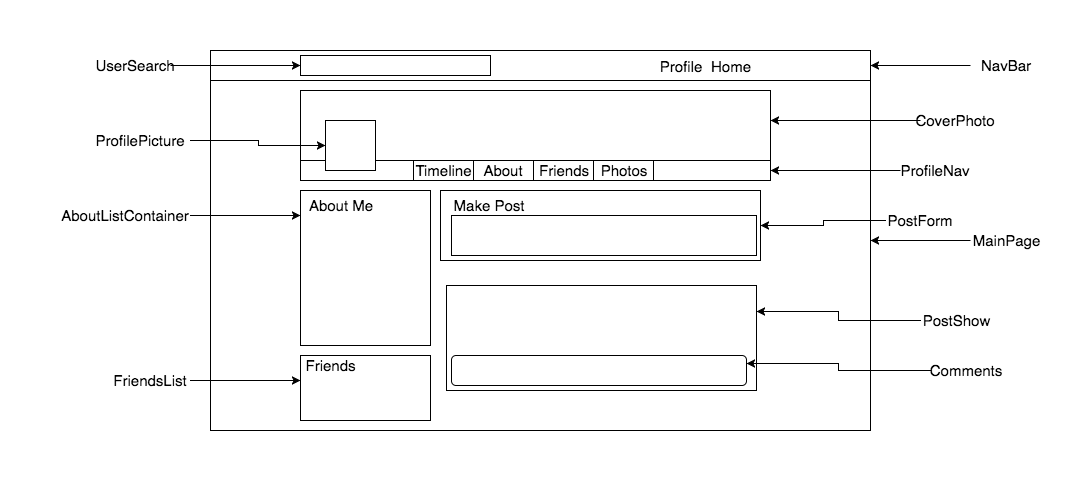 UserSearch
Profile Home
NavBar
CoverPhoto
ProfilePicture
Timeline About Friends Photos
ProfileNav
AboutListContainer
About Me
Make Post
PostForm
MainPage
PostShow
Friends
Comments
FriendsList